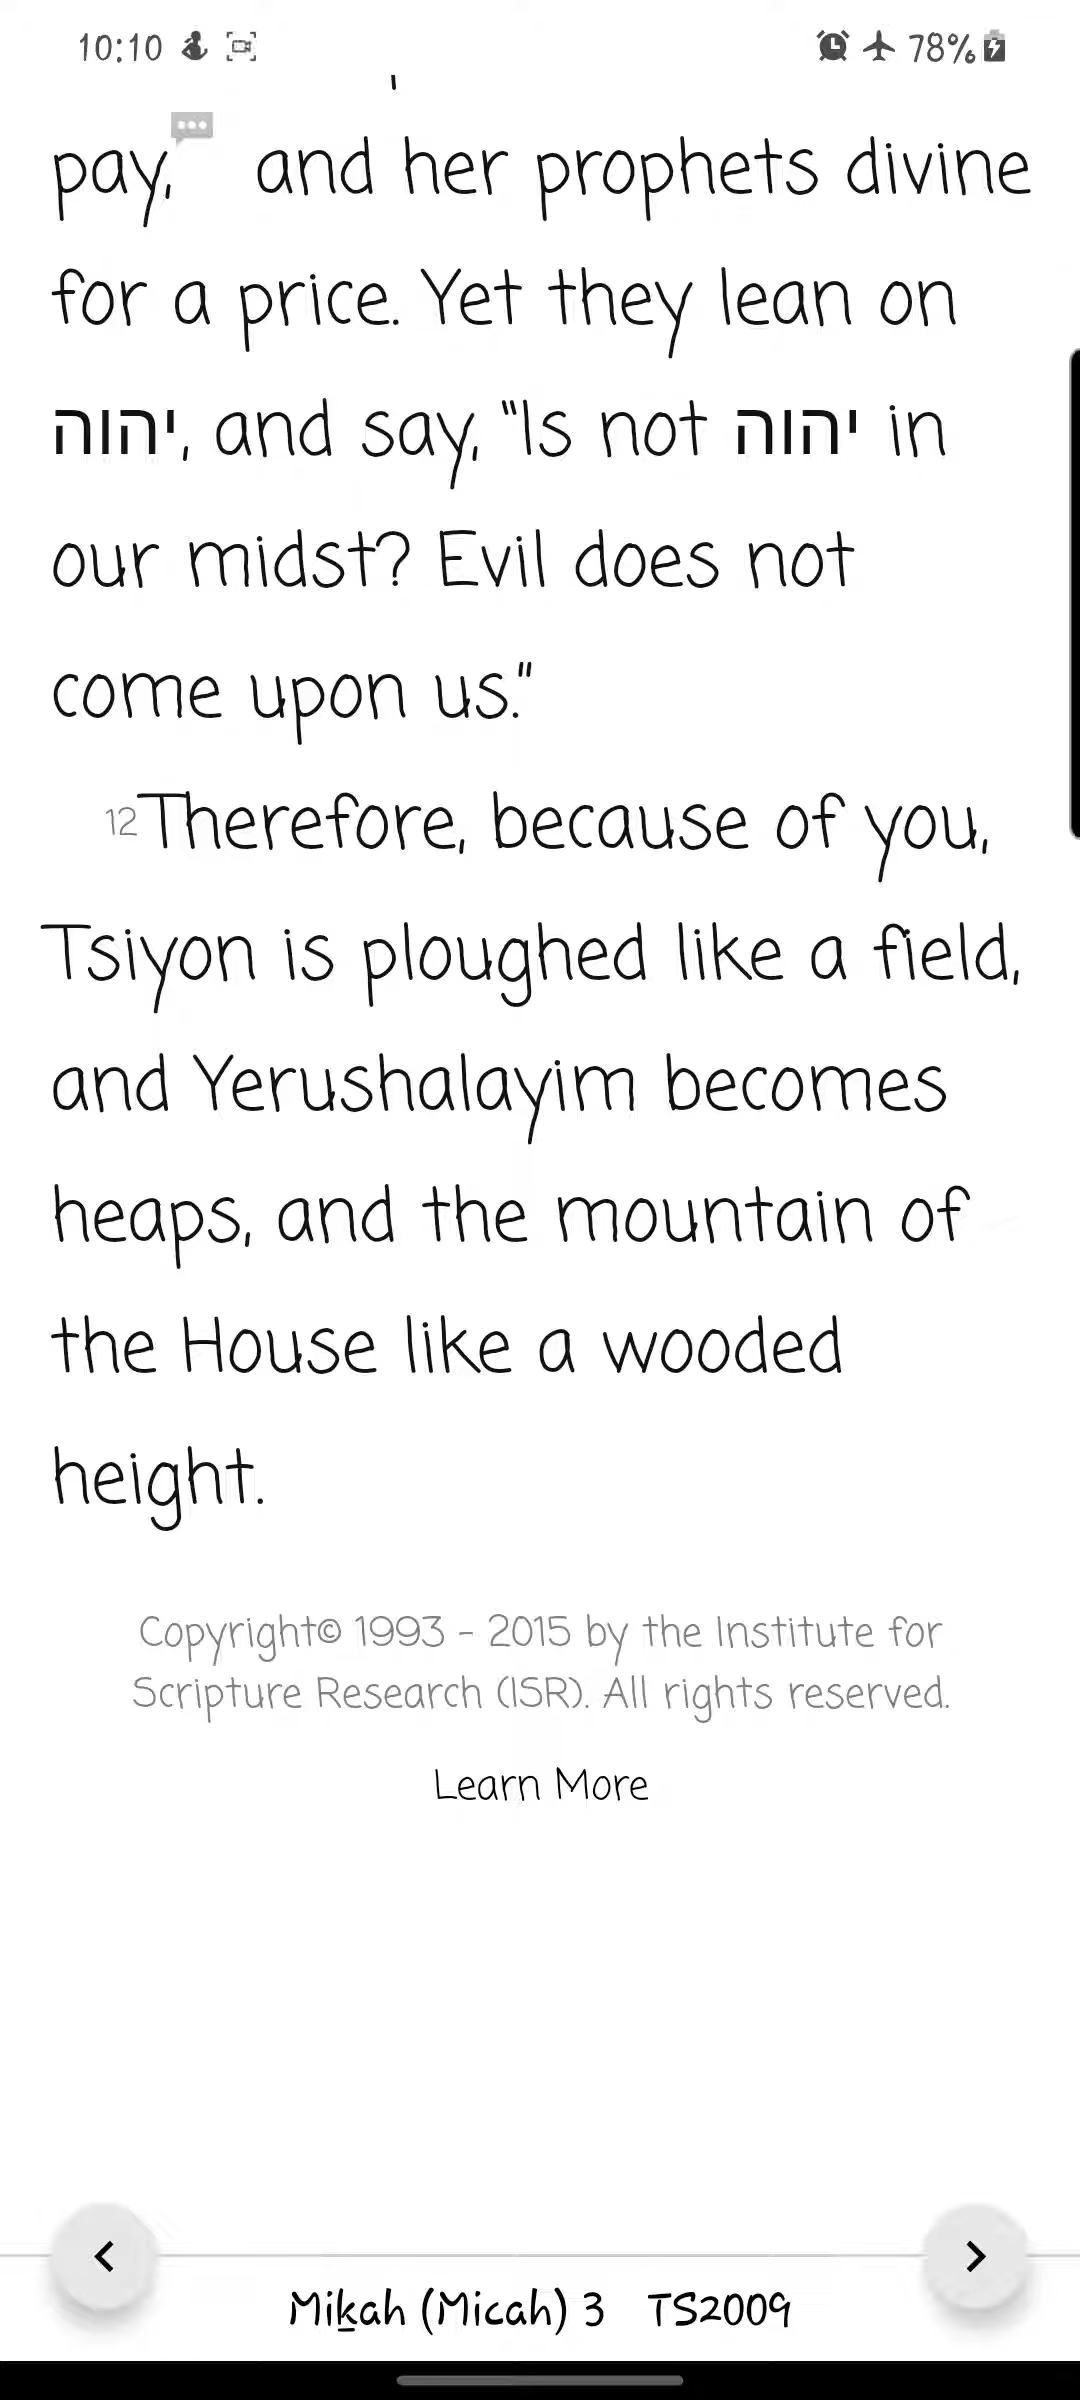 10:10 78%
pay, and her prophets divine
for a price. Yet they lean on
יהוה, and say, "Is not יהוה in
our midst? Evil does not
come upon us."
12Therefore, because of you,
Tsiyon is ploughed like a field,
and Yerushalayim becomes
heaps, and the mountain of
the House like a wooded
height.
Copyright© 1993 - 2015 by the Institute for
Scripture Research (ISR). All rights reserved.
Learn More
Miḵah (Micah) 3 TS2009